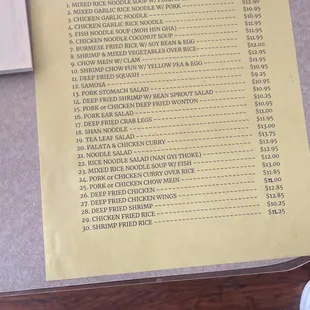 1. MIXED RICE NOODLE SOUP W/
2. MIXED GARLIC RICE NOODLE W/ PORK $12.95
3. CHICKEN GARLIC NOODLE $10.95
4. CHICKEN GARLIC RICE NOODLE
5. FISH NOODLE SOUP (MOH HIN GHA)
6. CHICKEN NOODLE COCONUT SOUP $11.95
7. BURMESE FRIED RICE W/ SOY BEAN & EGG $12.00
8. SHRIMP & MIXED VEGETABLES OVER RICE $11.95
9. CHOW MEIN W/ CLAM $12.95
10. SHRIMP CHOW FUN W/ YELLOW PEA & EGG $11.95
11. DEEP FRIED SQUASH $10.95
12. SAMOSA $9.25
13. PORK STOMACH SALAD $10.95
14. DEEP FRIED SHRIMP W/ BEAN SPROUT SALAD $10.25
15. PORK or CHICKEN DEEP FRIED WONTON $10.95
16. PORK EAR SALAD $11.95
17. DEEP FRIED CRAB LEGS $11.95
18. SHAN NOODLE $11.00
19. TEA LEAF SALAD $13.00
20. PALATA & CHICKEN CURRY $13.75
21. NOODLE SALAD $12.95
22. RICE NOODLE SALAD (NAN GYI THOKE) $12.95
23. MIXED RICE NOODLE SOUP W/ FISH $12.00
24. PORK or CHICKEN CURRY OVER RICE $13.00
25. PORK or CHICKEN CHOW MEIN $11.85
26. DEEP FRIED CHICKEN $11.00
27. DEEP FRIED CHICKEN WINGS $12.85
28. DEEP FRIED SHRIMP $12.85
29. CHICKEN FRIED RICE $10.25
30. SHRIMP FRIED RICE $11.25